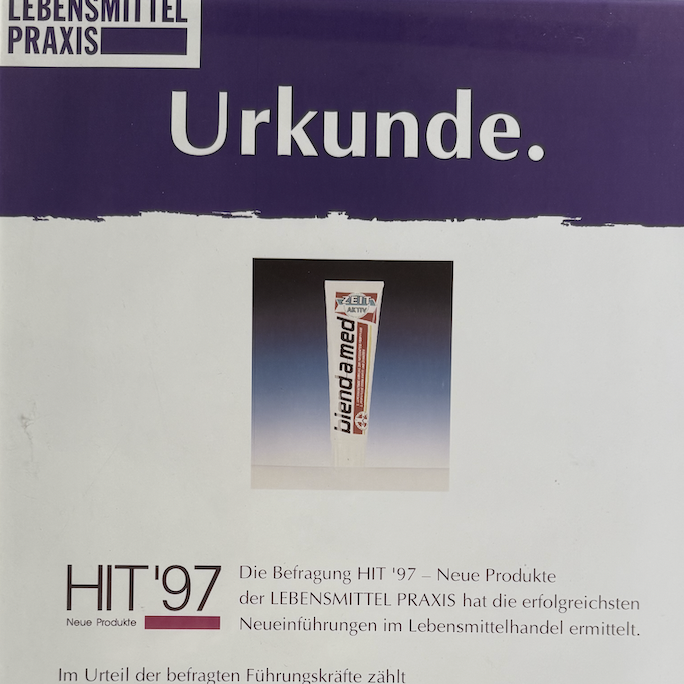 LEBENSMITTEL
PRAXIS
Urkunde.
ZEIT
AKTIV
blend-a-med
HIT '97
Neue Produkte
Die Befragung HIT '97 – Neue Produkte
der LEBENSMITTEL PRAXIS hat die erfolgreichsten
Neueinführungen im Lebensmittelhandel ermittelt.
Im Urteil der befragten Führungskräfte zählt